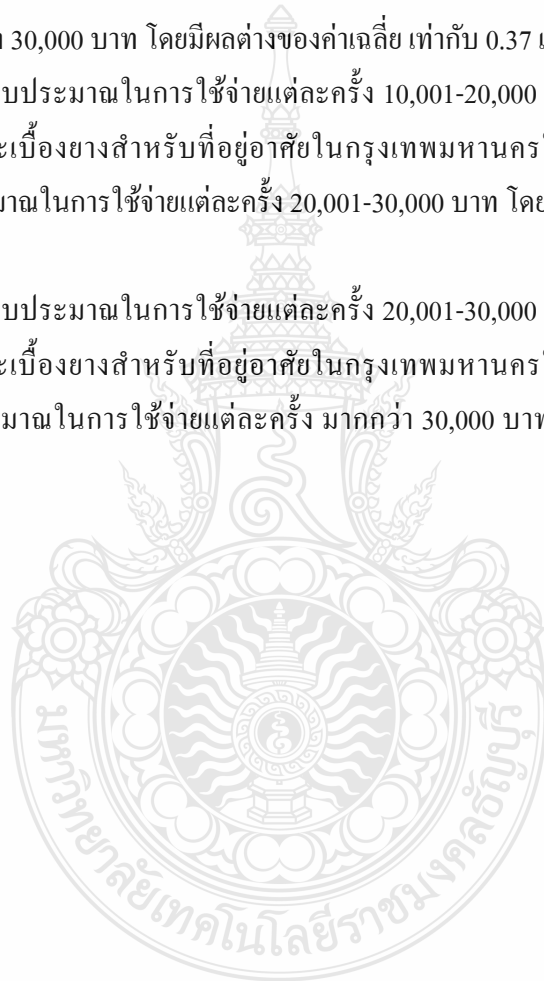 30,000 บาท โดยมีผลต่างของค่าเฉลี่ย เท่ากับ 0.37
บประมาณในการใช้จ่ายแต่ละครั้ง 10,001-20,000
ะเบื้องยางสำหรับที่อยู่อาศัยในกรุงเทพมหานคร
มาณในการใช้จ่ายแต่ละครั้ง 20,001-30,000 บาท โดย
บประมาณในการใช้จ่ายแต่ละครั้ง 20,001-30,000
ะเบื้องยางสำหรับที่อยู่อาศัยในกรุงเทพมหานคร
มาณในการใช้จ่ายแต่ละครั้ง มากกว่า 30,000 บาท
มหาวิทยาลัยเทคโนโลยีราชมงคลธัญบุรี